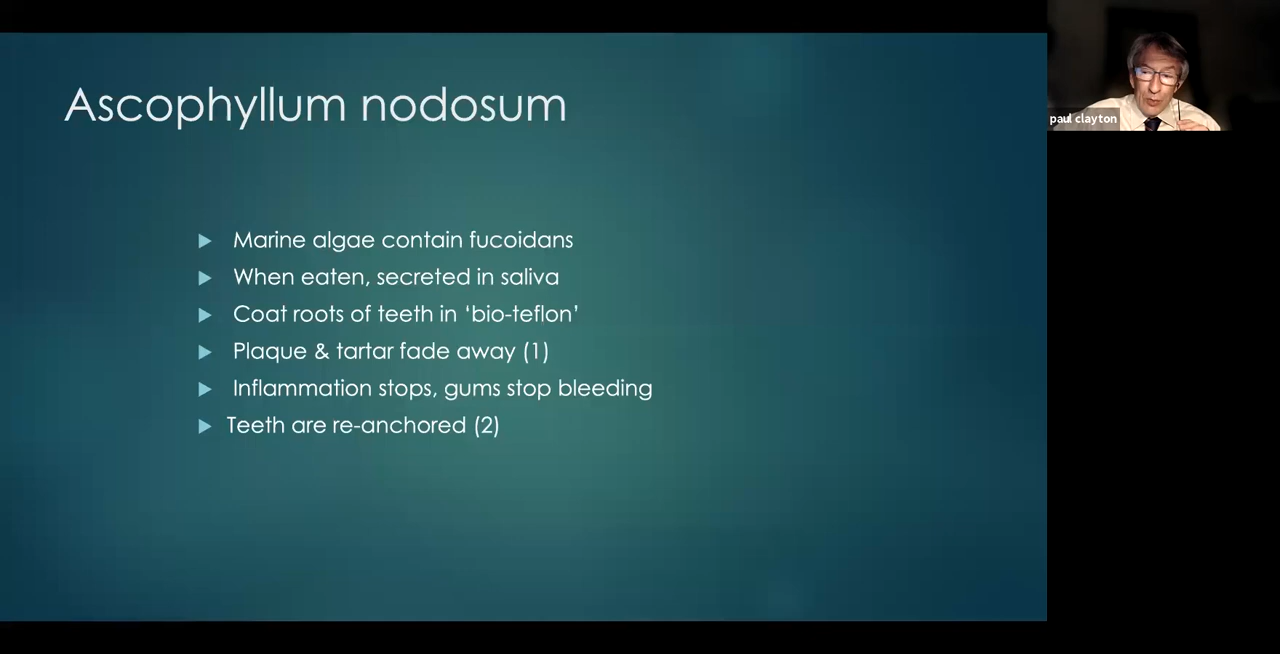 Ascophyllum nodosum
Marine algae contain fucoidans
When eaten, secreted in saliva
Coat roots of teeth in ‘bio-teflon’
Plaque & tartar fade away (1)
Inflammation stops, gums stop bleeding
Teeth are re-anchored (2)
paul clayton